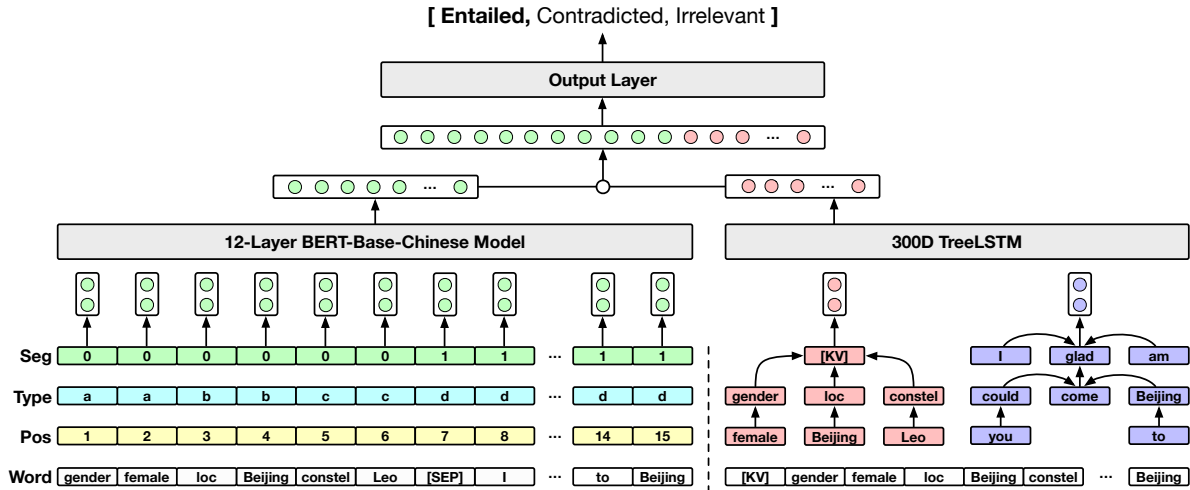 [ Entailed, Contradicted, Irrelevant ]
Output Layer
...
... ...
12-Layer BERT-Base-Chinese Model 300D TreeLSTM
Seg 0 0 0 0 0 0 1 1 ... 1 1 [KV] I glad am
Type a a b b c c d d ... d d gender loc constel could come Beijing
Pos 1 2 3 4 5 6 7 8 ... 14 15 female Beijing Leo you to
Word gender female loc Beijing constel Leo [SEP] I ... to Beijing [KV] gender female loc Beijing constel ... Beijing